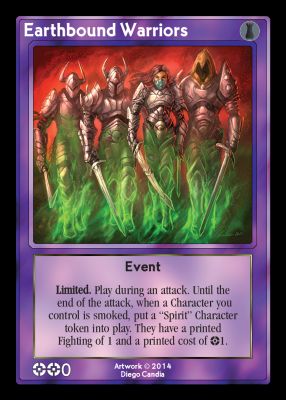 Earthbound Warriors
Event
Limited. Play during an attack. Until the
end of the attack, when a Character you
control is smoked, put a “Spirit” Character
token into play. They have a printed
Fighting of 1 and a printed cost of 1.
0
Artwork © 2014
Diego Candia